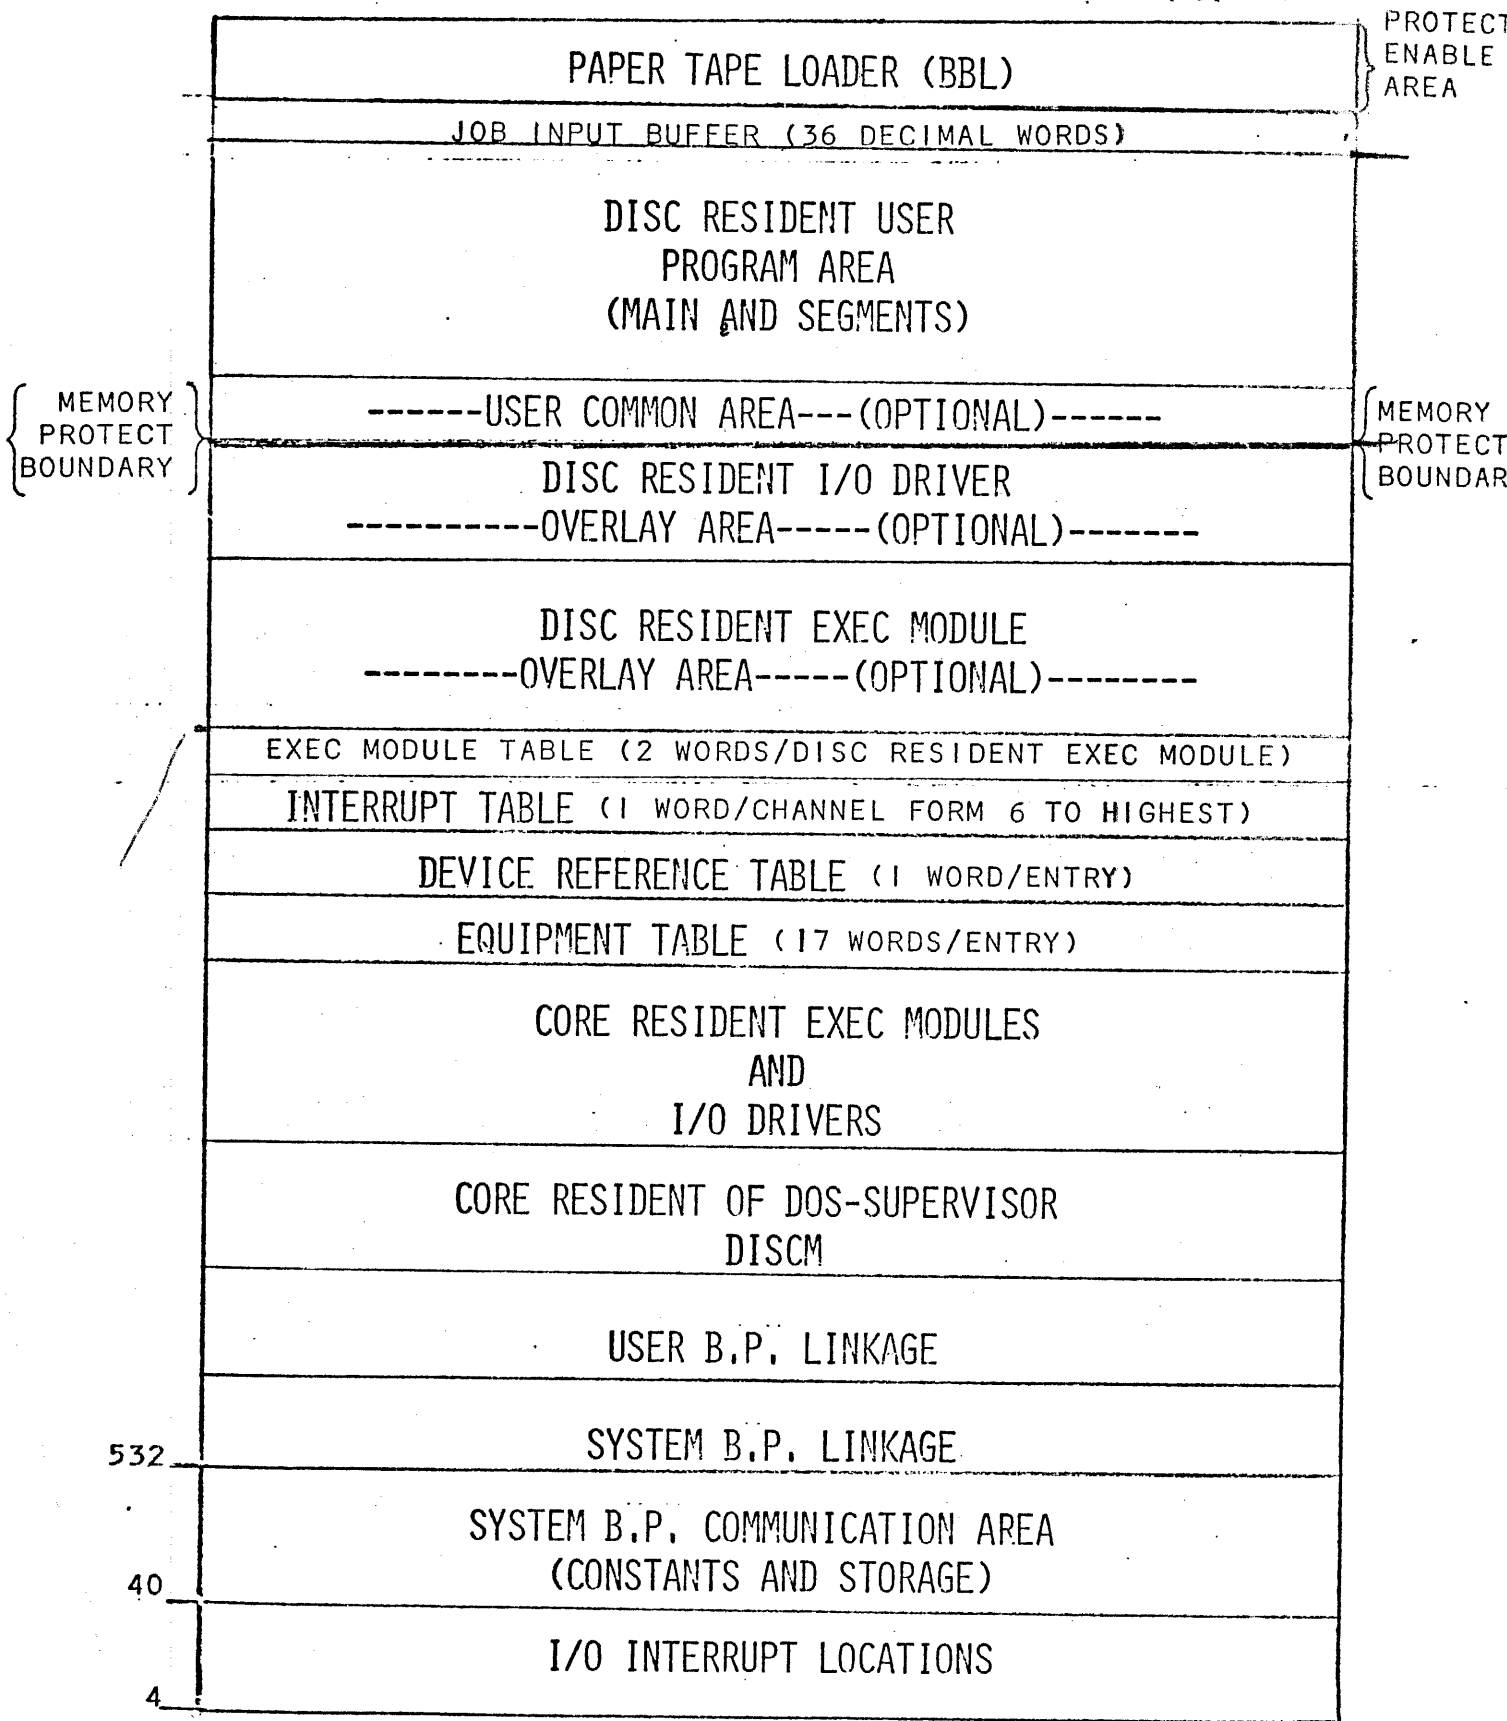 PROTECT
ENABLE
AREA
PAPER TAPE LOADER (BBL)
JOB INPUT BUFFER (36 DECIMAL WORDS)
DISC RESIDENT USER
PROGRAM AREA
(MAIN AND SEGMENTS)
MEMORY
PROTECT
BOUNDARY
------USER COMMON AREA---(OPTIONAL)------
MEMORY
PROTECT
BOUNDAR
DISC RESIDENT I/O DRIVER
----------OVERLAY AREA-----(OPTIONAL)-------
DISC RESIDENT EXEC MODULE
--------OVERLAY AREA-----(OPTIONAL)--------
EXEC MODULE TABLE (2 WORDS/DISC RESIDENT EXEC MODULE)
INTERRUPT TABLE (1 WORD/CHANNEL FORM 6 TO HIGHEST)
DEVICE REFERENCE TABLE (1 WORD/ENTRY)
EQUIPMENT TABLE (17 WORDS/ENTRY)
CORE RESIDENT EXEC MODULES
AND
I/O DRIVERS
CORE RESIDENT OF DOS-SUPERVISOR
DISCM
USER B.P. LINKAGE
SYSTEM B.P. LINKAGE
532
SYSTEM B.P. COMMUNICATION AREA
(CONSTANTS AND STORAGE)
40
I/O INTERRUPT LOCATIONS
4